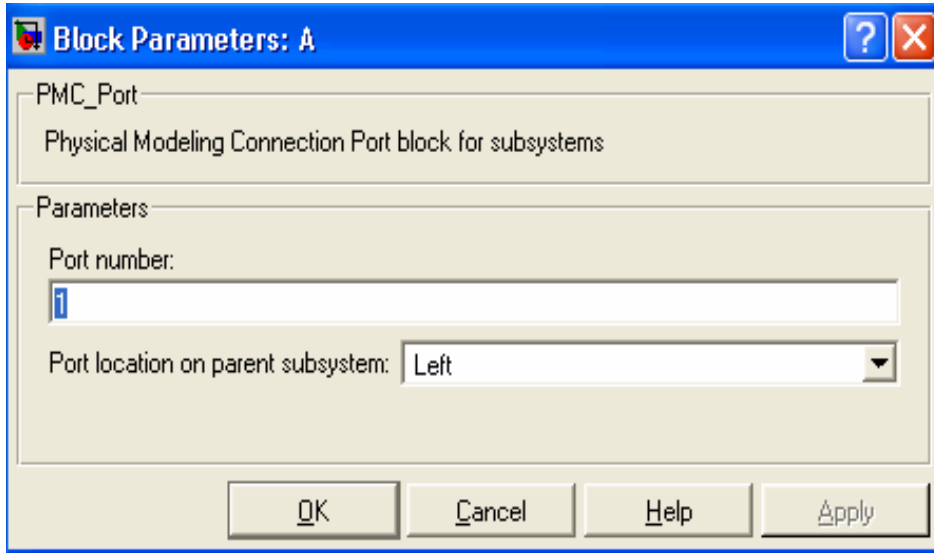 Block Parameters: A
PMC_Port
Physical Modeling Connection Port block for subsystems
Parameters
Port number:
1
Port location on parent subsystem: Left
OK Cancel Help Apply